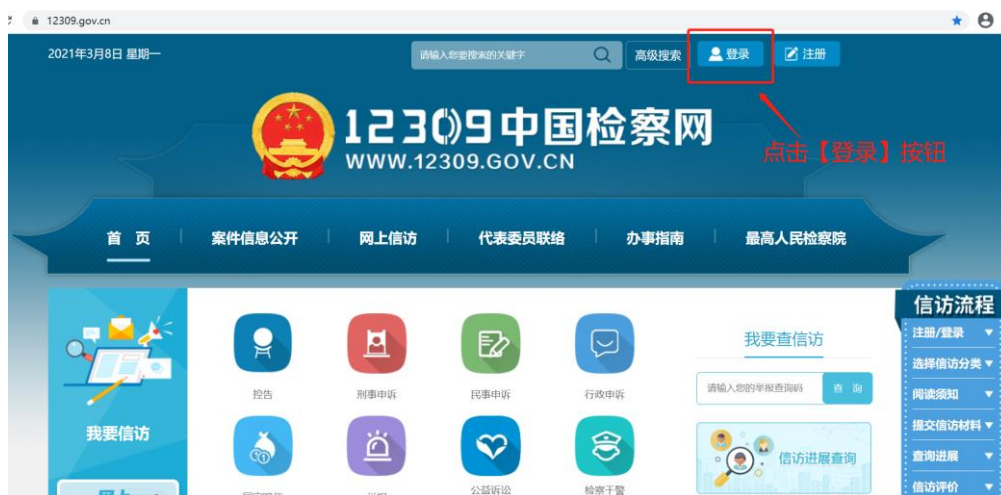 12309.gov.cn
2021年3月8日 星期一
请输入您要搜索的关键字
高级搜索
登录
注册
12309中国检察网
WWW.12309.GOV.CN
点击【登录】按钮
首 页
案件信息公开
网上信访
代表委员联络
办事指南
最高人民检察院
我要信访
控告
刑事申诉
民事申诉
行政申诉
公益诉讼
检察干警
我要查信访
请输入您的举报查询码
查 询
信访进展查询
信访流程
注册/登录
选择信访分类
阅读须知
提交信访材料
查询进展
信访评价